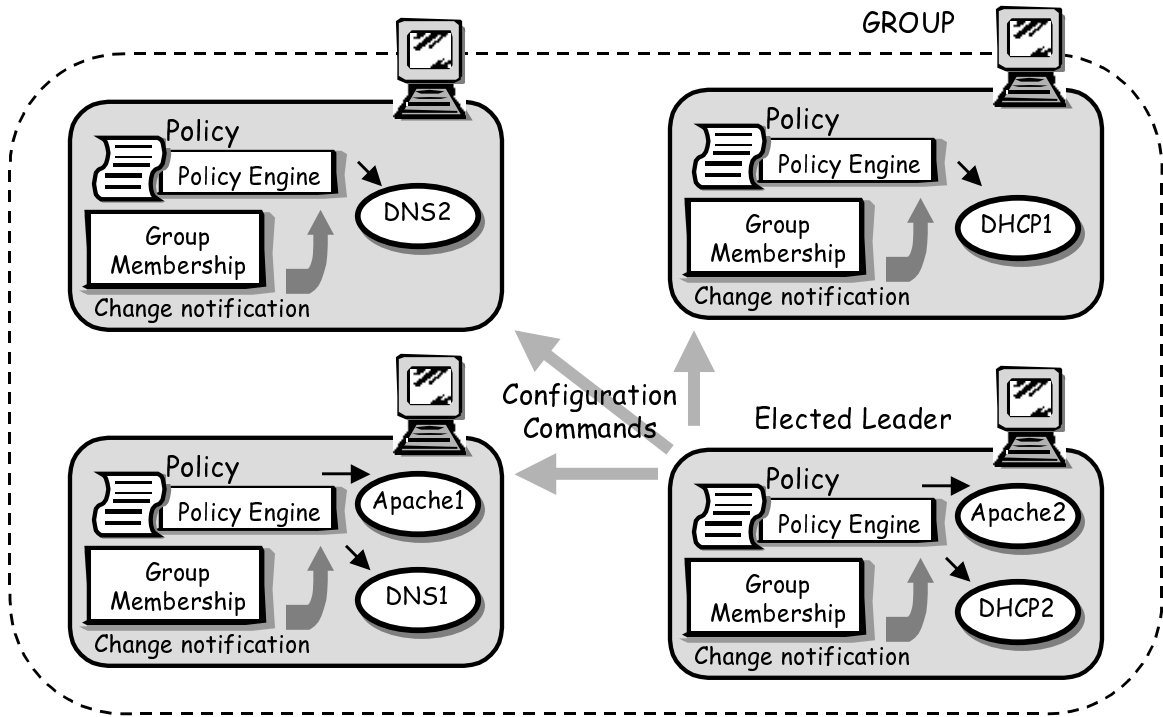 GROUP
Policy
Policy Engine
DNS2
Group
Membership
Change notification
Policy
Policy Engine
DHCP1
Group
Membership
Change notification
Configuration
Commands
Elected Leader
Policy
Policy Engine
Apache1
Group
Membership
DNS1
Change notification
Policy
Policy Engine
Apache2
Group
Membership
DHCP2
Change notification